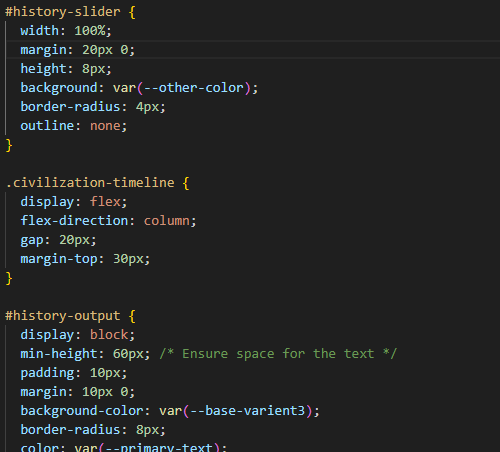 #history-slider {
width: 100%;
margin: 20px 0;
height: 8px;
background: var(--other-color);
border-radius: 4px;
outline: none;
}
.civilization-timeline {
display: flex;
flex-direction: column;
gap: 20px;
margin-top: 30px;
}
#history-output {
display: block;
min-height: 60px; /* Ensure space for the text */
padding: 10px;
margin: 10px 0;
background-color: var(--base-varient3);
border-radius: 8px;
color: var(--primary-text);